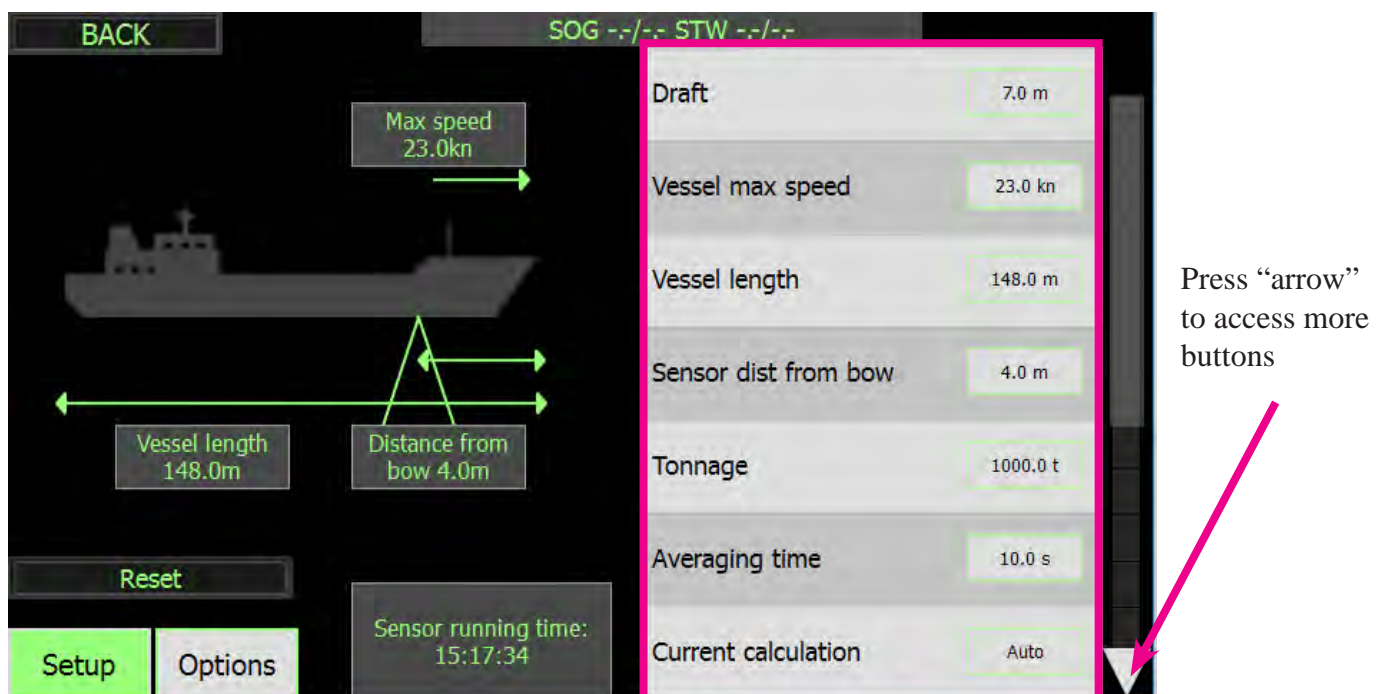 BACK
SOG -.-/-.- STW -.-/-.-
Max speed
23.0kn
Vessel length
148.0m
Distance from
bow 4.0m
Reset
Setup
Options
Sensor running time:
15:17:34
Draft 7.0 m
Vessel max speed 23.0 kn
Vessel length 148.0 m
Sensor dist from bow 4.0 m
Tonnage 1000.0 t
Averaging time 10.0 s
Current calculation Auto
Press “arrow”
to access more
buttons